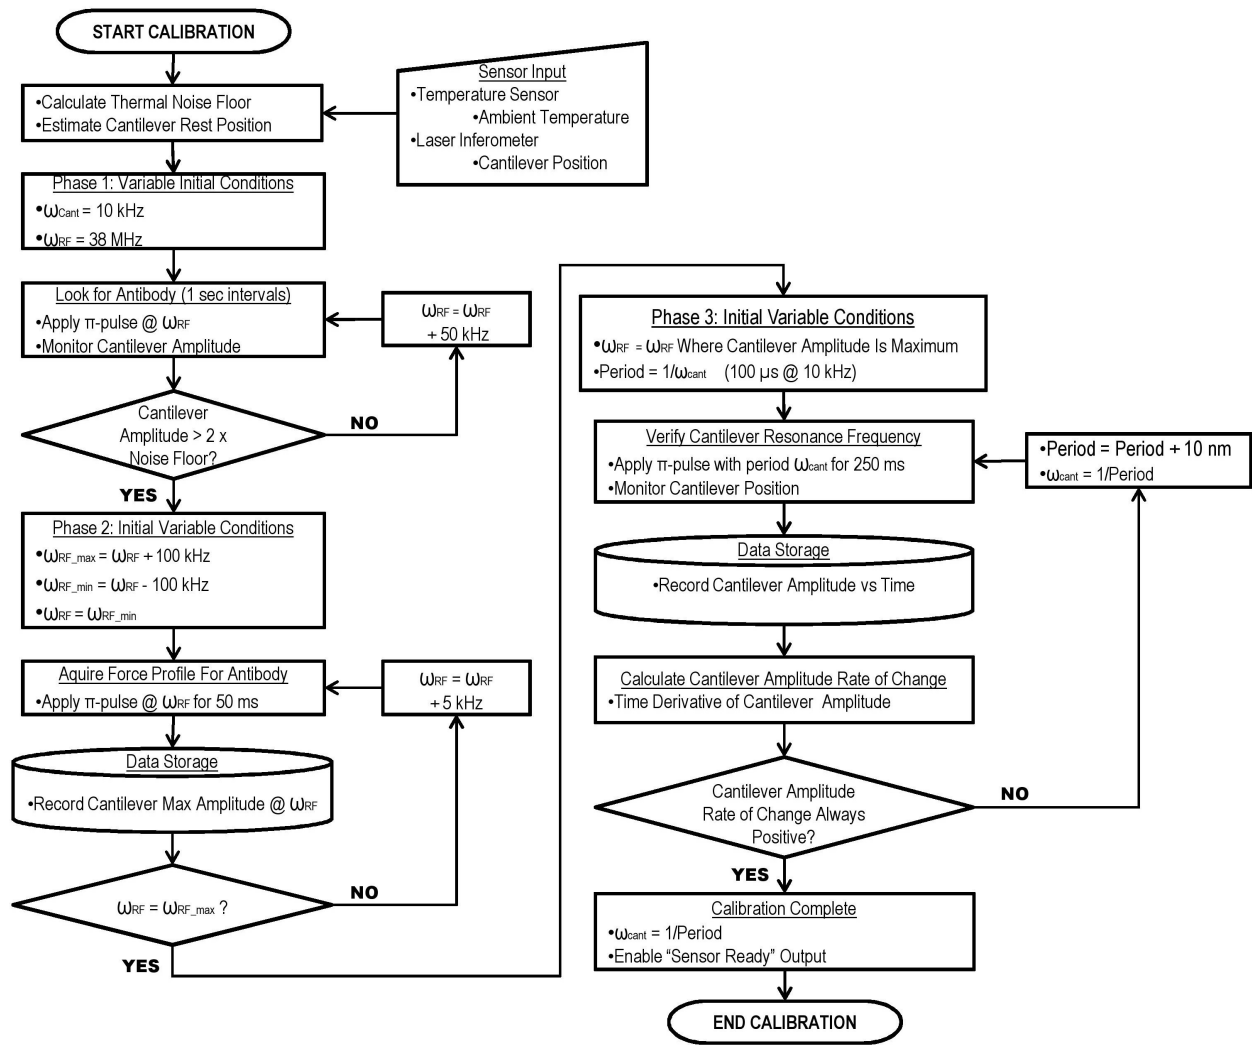 START CALIBRATION
•Calculate Thermal Noise Floor
•Estimate Cantilever Rest Position
Sensor Input
•Temperature Sensor
•Ambient Temperature
•Laser Inferometer
•Cantilever Position
Phase 1: Variable Initial Conditions
•ωCant = 10 kHz
•ωRF = 38 MHz
Look for Antibody (1 sec intervals)
•Apply π-pulse @ ωRF
•Monitor Cantilever Amplitude
ωRF = ωRF
+ 50 kHz
Cantilever
Amplitude > 2 x
Noise Floor?
NO
YES
Phase 2: Initial Variable Conditions
•ωRF_max = ωRF + 100 kHz
•ωRF_min = ωRF - 100 kHz
•ωRF = ωRF_min
Aquire Force Profile For Antibody
•Apply π-pulse @ ωRF for 50 ms
ωRF = ωRF
+ 5 kHz
Data Storage
•Record Cantilever Max Amplitude @ ωRF
ωRF = ωRF_max ?
NO
YES
Phase 3: Initial Variable Conditions
•ωRF = ωRF Where Cantilever Amplitude Is Maximum
•Period = 1/ωcant (100 µs @ 10 kHz)
Verify Cantilever Resonance Frequency
•Apply π-pulse with period ωcant for 250 ms
•Monitor Cantilever Position
•Period = Period + 10 nm
•ωcant = 1/Period
Data Storage
•Record Cantilever Amplitude vs Time
Calculate Cantilever Amplitude Rate of Change
•Time Derivative of Cantilever Amplitude
Cantilever Amplitude
Rate of Change Always
Positive?
NO
YES
Calibration Complete
•ωcant = 1/Period
•Enable “Sensor Ready” Output
END CALIBRATION